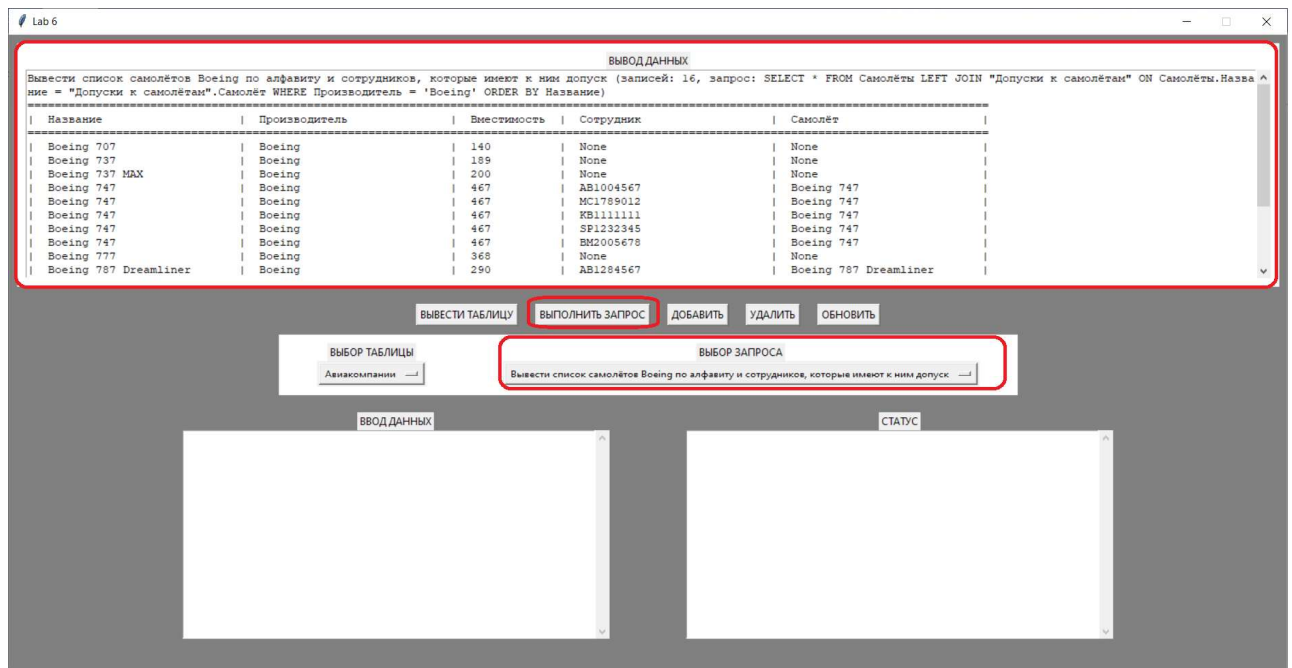 Lab 6
ВЫВОД ДАННЫХ
Вывести список самолётов Boeing по алфавиту и сотрудников, которые имеют к ним допуск (записей: 16, запрос: SELECT * FROM Самолёты LEFT JOIN "Допуски к самолётам" ON Самолёты.Назва
ние = "Допуски к самолётам".Самолёт WHERE Производитель = 'Boeing' ORDER BY Название)
| Название | Производитель | Вместимость | Сотрудник | Самолёт |
| Boeing 707 | Boeing | 140 | None | None |
| Boeing 737 | Boeing | 189 | None | None |
| Boeing 737 MAX | Boeing | 200 | None | None |
| Boeing 747 | Boeing | 467 | AB1004567 | Boeing 747 |
| Boeing 747 | Boeing | 467 | MC1789012 | Boeing 747 |
| Boeing 747 | Boeing | 467 | KB1111111 | Boeing 747 |
| Boeing 747 | Boeing | 467 | SP1232345 | Boeing 747 |
| Boeing 747 | Boeing | 467 | BM2005678 | Boeing 747 |
| Boeing 777 | Boeing | 368 | None | None |
| Boeing 787 Dreamliner | Boeing | 290 | AB1284567 | Boeing 787 Dreamliner |
ВЫВЕСТИ ТАБЛИЦУ ВЫПОЛНИТЬ ЗАПРОС ДОБАВИТЬ УДАЛИТЬ ОБНОВИТЬ
ВЫБОР ТАБЛИЦЫ ВЫБОР ЗАПРОСА
Авиакомпании Вывести список самолётов Boeing по алфавиту и сотрудников, которые имеют к ним допуск
ВВОД ДАННЫХ СТАТУС